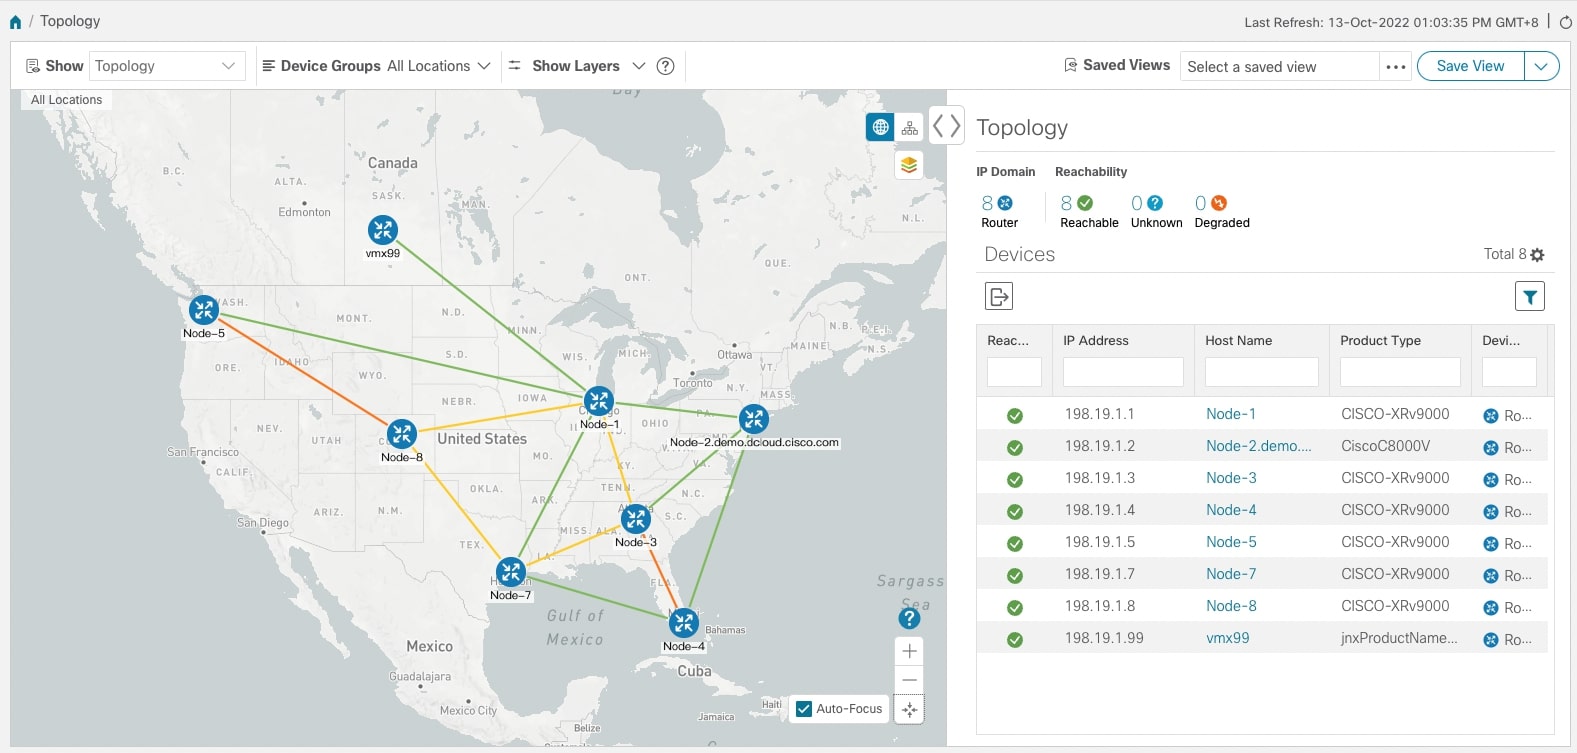 / Topology
Last Refresh: 13-Oct-2022 01:03:35 PM GMT+8
Show Topology
Device Groups All Locations
Show Layers
Saved Views Select a saved view
Save View
All Locations
Bay
Canada
B.C.
ALTA.
SASK.
MAN.
Edmonton
N.L.
vmx99
ONT.
QUE.
WASH.
Node-5
MONT.
N.D.
MINN.
N.B.
P.E.I.
N.S.
MAINE
Ottawa
S.D.
WIS.
MICH.
VT.
ORE.
IDAHO
WYO.
Toronto
N.Y.
MASS.
NEBR.
IOWA
Node-1
PA.
OHIO
NEV.
UTAH
United States
Node-2.demo.dcloud.cisco.com
Node-8
San Francisco
CALIF.
MO.
KY.
VA.
OKLA.
TENN.
N.C.
ARIZ.
N.M.
ARK.
San Diego
MISS.
ALA.
S.C.
TEX.
LA.
Node-3
Node-7
FLA.
Gulf of
Mexico
Sargass
Sea
Bahamas
Node-4
Mexico
Cuba
Guadalajara
Mexico City
Haiti
Jamaica
Belize
Auto-Focus
Topology
IP Domain Reachability
8 8 0 0
Router Reachable Unknown Degraded
Devices Total 8
Reac... IP Address Host Name Product Type Devi...
198.19.1.1 Node-1 CISCO-XRv9000 Ro...
198.19.1.2 Node-2.demo.... CiscoC8000V Ro...
198.19.1.3 Node-3 CISCO-XRv9000 Ro...
198.19.1.4 Node-4 CISCO-XRv9000 Ro...
198.19.1.5 Node-5 CISCO-XRv9000 Ro...
198.19.1.7 Node-7 CISCO-XRv9000 Ro...
198.19.1.8 Node-8 CISCO-XRv9000 Ro...
198.19.1.99 vmx99 jnxProductName... Ro...